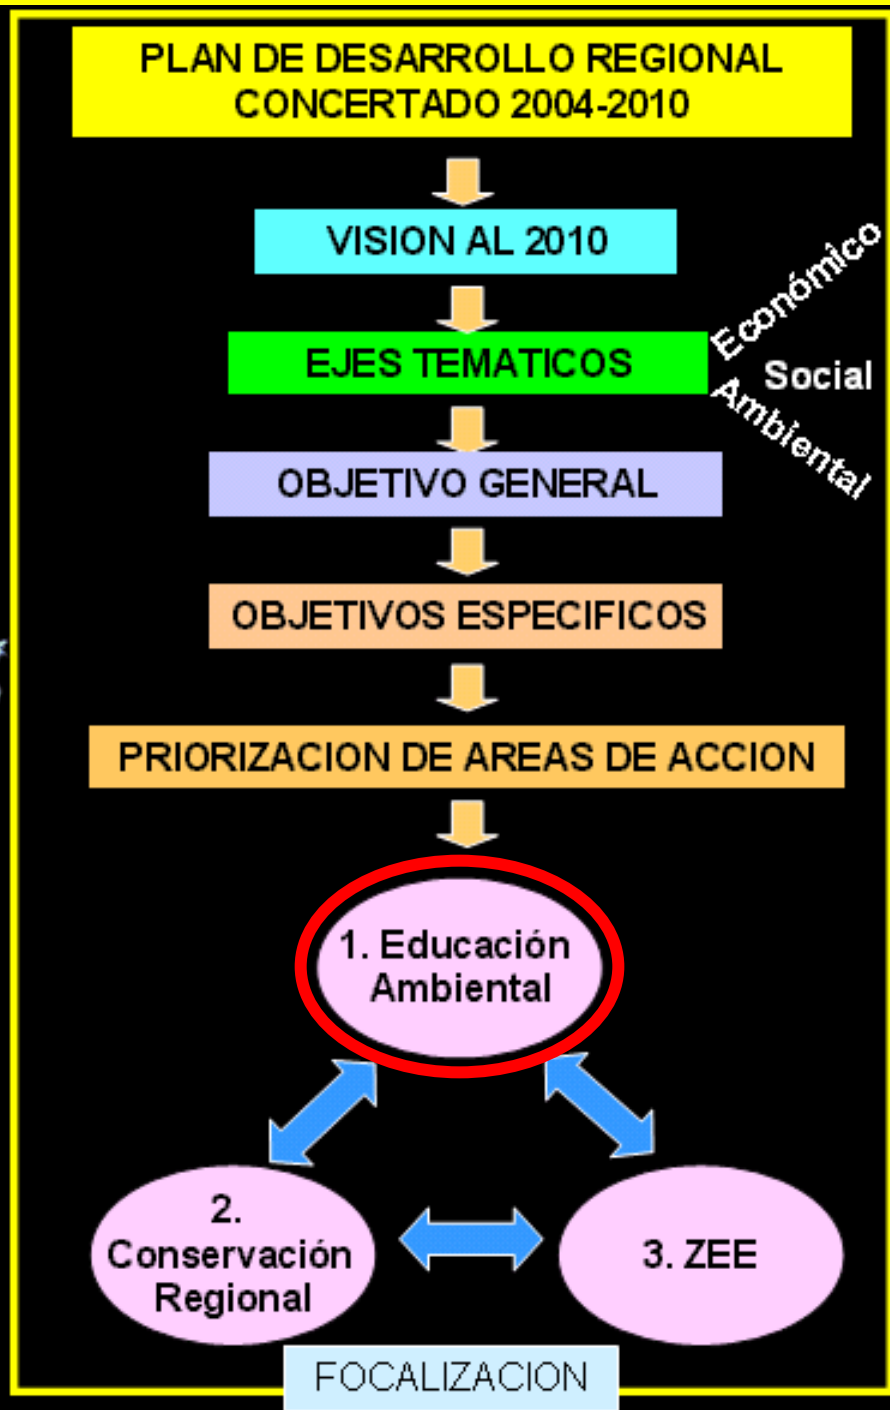 PLAN DE DESARROLLO REGIONAL
CONCERTADO 2004-2010
VISION AL 2010
EJES TEMATICOS
Económico
Social
Ambiental
OBJETIVO GENERAL
OBJETIVOS ESPECIFICOS
PRIORIZACION DE AREAS DE ACCION
1. Educación
Ambiental
2.
Conservación
Regional
3. ZEE
FOCALIZACION